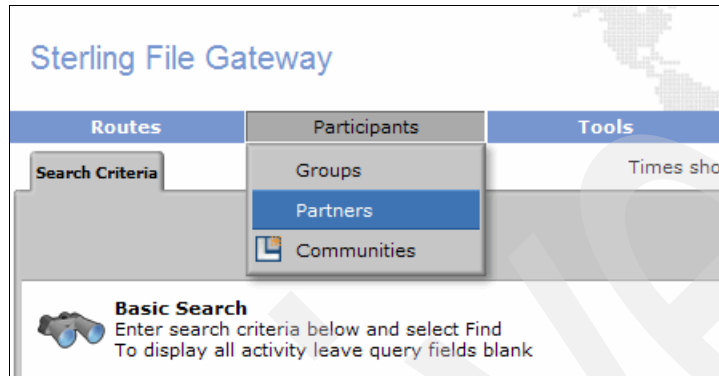 Sterling File Gateway
Routes Participants Tools
Search Criteria Groups Times sho
Partners
Communities
Basic Search
Enter search criteria below and select Find
To display all activity leave query fields blank